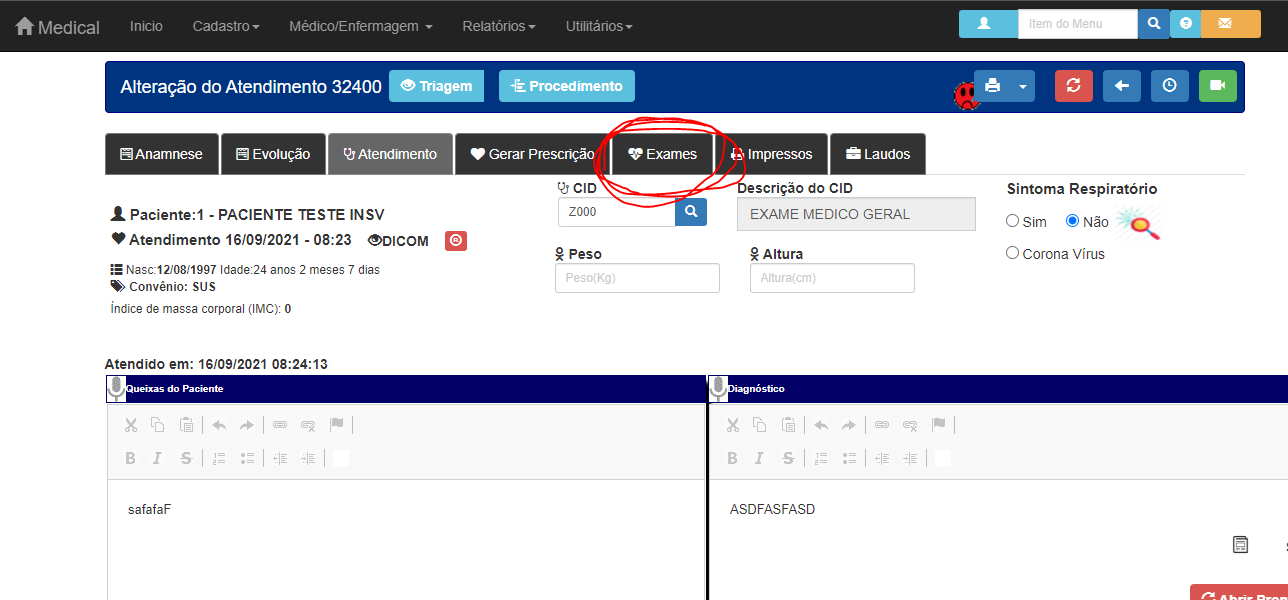 Medical Inicio Cadastro Médico/Enfermagem Relatórios Utilitários Item do Menu
Alteração do Atendimento 32400 Triagem Procedimento
Anamnese Evolução Atendimento Gerar Prescrição Exames Impressos Laudos
CID Descrição do CID Sintoma Respiratório
Paciente:1 - PACIENTE TESTE INSV Z000 EXAME MEDICO GERAL Sim Não
Atendimento 16/09/2021 - 08:23 DICOM ®
Peso Altura Corona Vírus
Nasc:12/08/1997 Idade:24 anos 2 meses 7 dias Peso(Kg) Altura(cm)
Convênio: SUS
Índice de massa corporal (IMC): 0
Atendido em: 16/09/2021 08:24:13
Queixas do Paciente Diagnóstico
B I S B I S
safafaF ASDFASFASD
Abrir